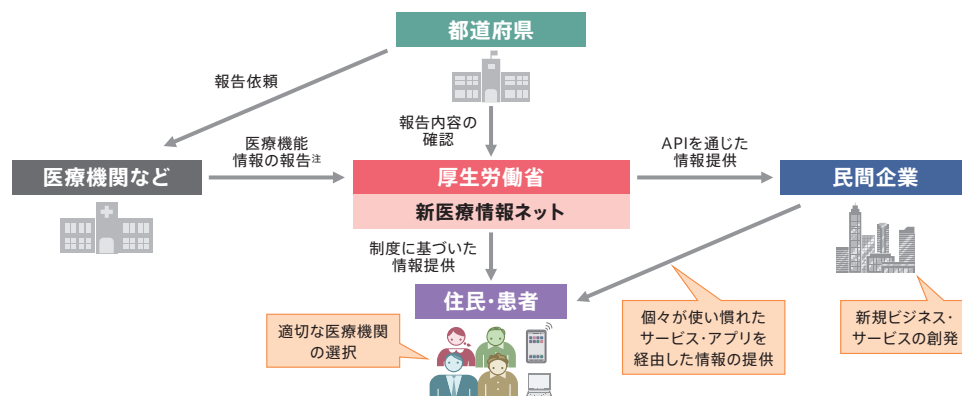 都道府県
報告依頼
報告内容の
確認
医療機能
情報の報告注
APIを通じた
情報提供
医療機関など
厚生労働省
新医療情報ネット
民間企業
制度に基づいた
情報提供
住民・患者
適切な医療機関
の選択
個々が使い慣れた
サービス・アプリを
経由した情報の提供
新規ビジネス・
サービスの創発